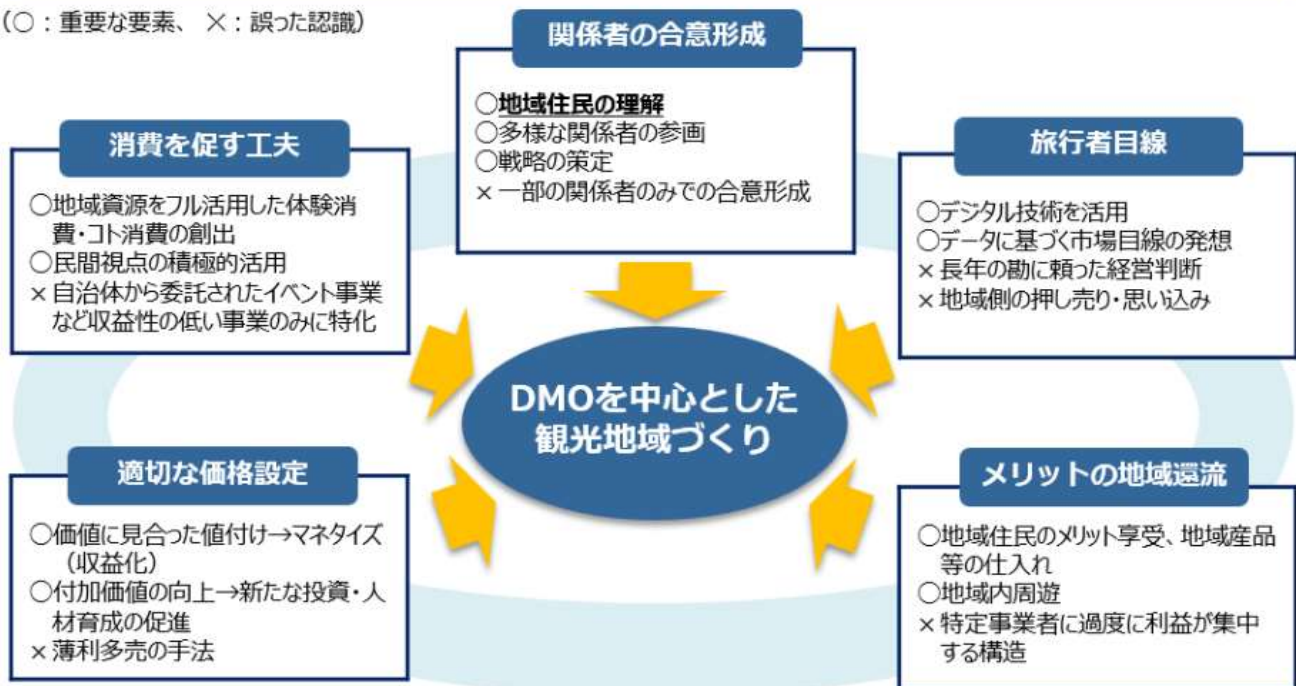 (○:重要な要素、 ×:誤った認識)
関係者の合意形成
○地域住民の理解
○多様な関係者の参画
○戦略の策定
×一部の関係者のみでの合意形成
消費を促す工夫
○地域資源をフル活用した体験消
費・コト消費の創出
○民間視点の積極的活用
×自治体から委託されたイベント事業
など収益性の低い事業のみに特化
旅行者目線
○デジタル技術を活用
○データに基づく市場目線の発想
×長年の勘に頼った経営判断
×地域側の押し売り・思い込み
DMOを中心とした
観光地域づくり
適切な価格設定
○価値に見合った値付け→マネタイズ
(収益化)
○付加価値の向上→新たな投資・人
材育成の促進
×薄利多売の手法
メリットの地域還流
○地域住民のメリット享受、地域産品
等の仕入れ
○地域内周遊
×特定事業者に過度に利益が集中
する構造